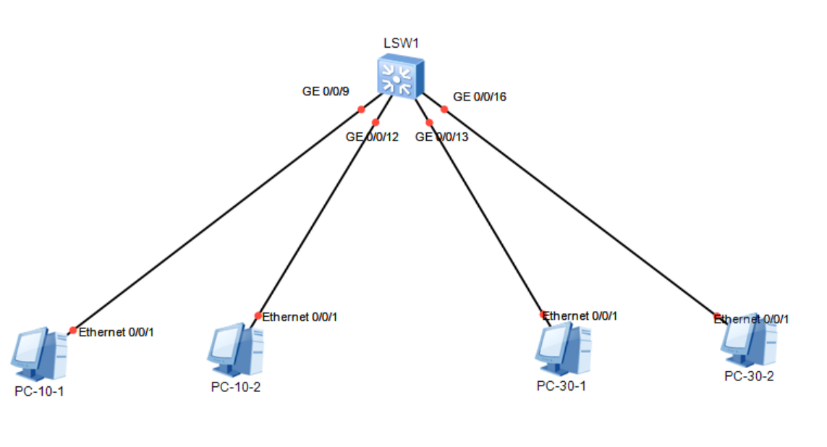 LSW1
GE 0/0/9
GE 0/0/16
GE 0/0/12
GE 0/0/13
Ethernet 0/0/1
Ethernet 0/0/1
Ethernet 0/0/1
Ethernet 0/0/1
PC-10-1
PC-10-2
PC-30-1
PC-30-2